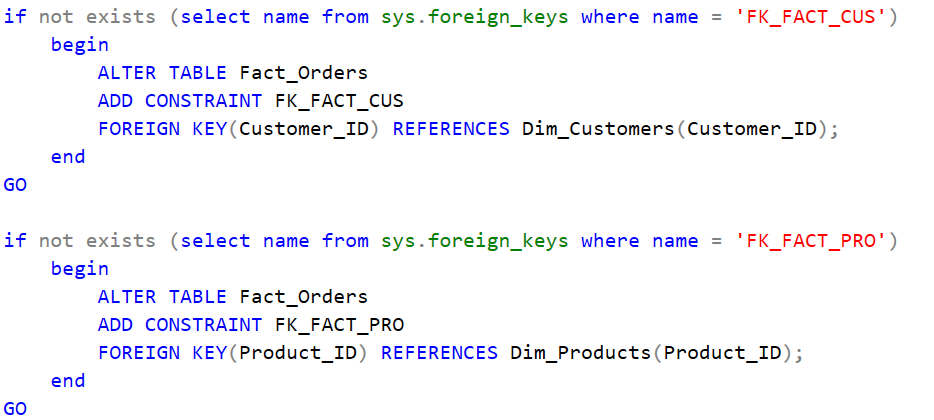 if not exists (select name from sys.foreign_keys where name = 'FK_FACT_CUS')
    begin
        ALTER TABLE Fact_Orders
        ADD CONSTRAINT FK_FACT_CUS
        FOREIGN KEY(Customer_ID) REFERENCES Dim_Customers(Customer_ID);
    end
GO

if not exists (select name from sys.foreign_keys where name = 'FK_FACT_PRO')
    begin
        ALTER TABLE Fact_Orders
        ADD CONSTRAINT FK_FACT_PRO
        FOREIGN KEY(Product_ID) REFERENCES Dim_Products(Product_ID);
    end
GO